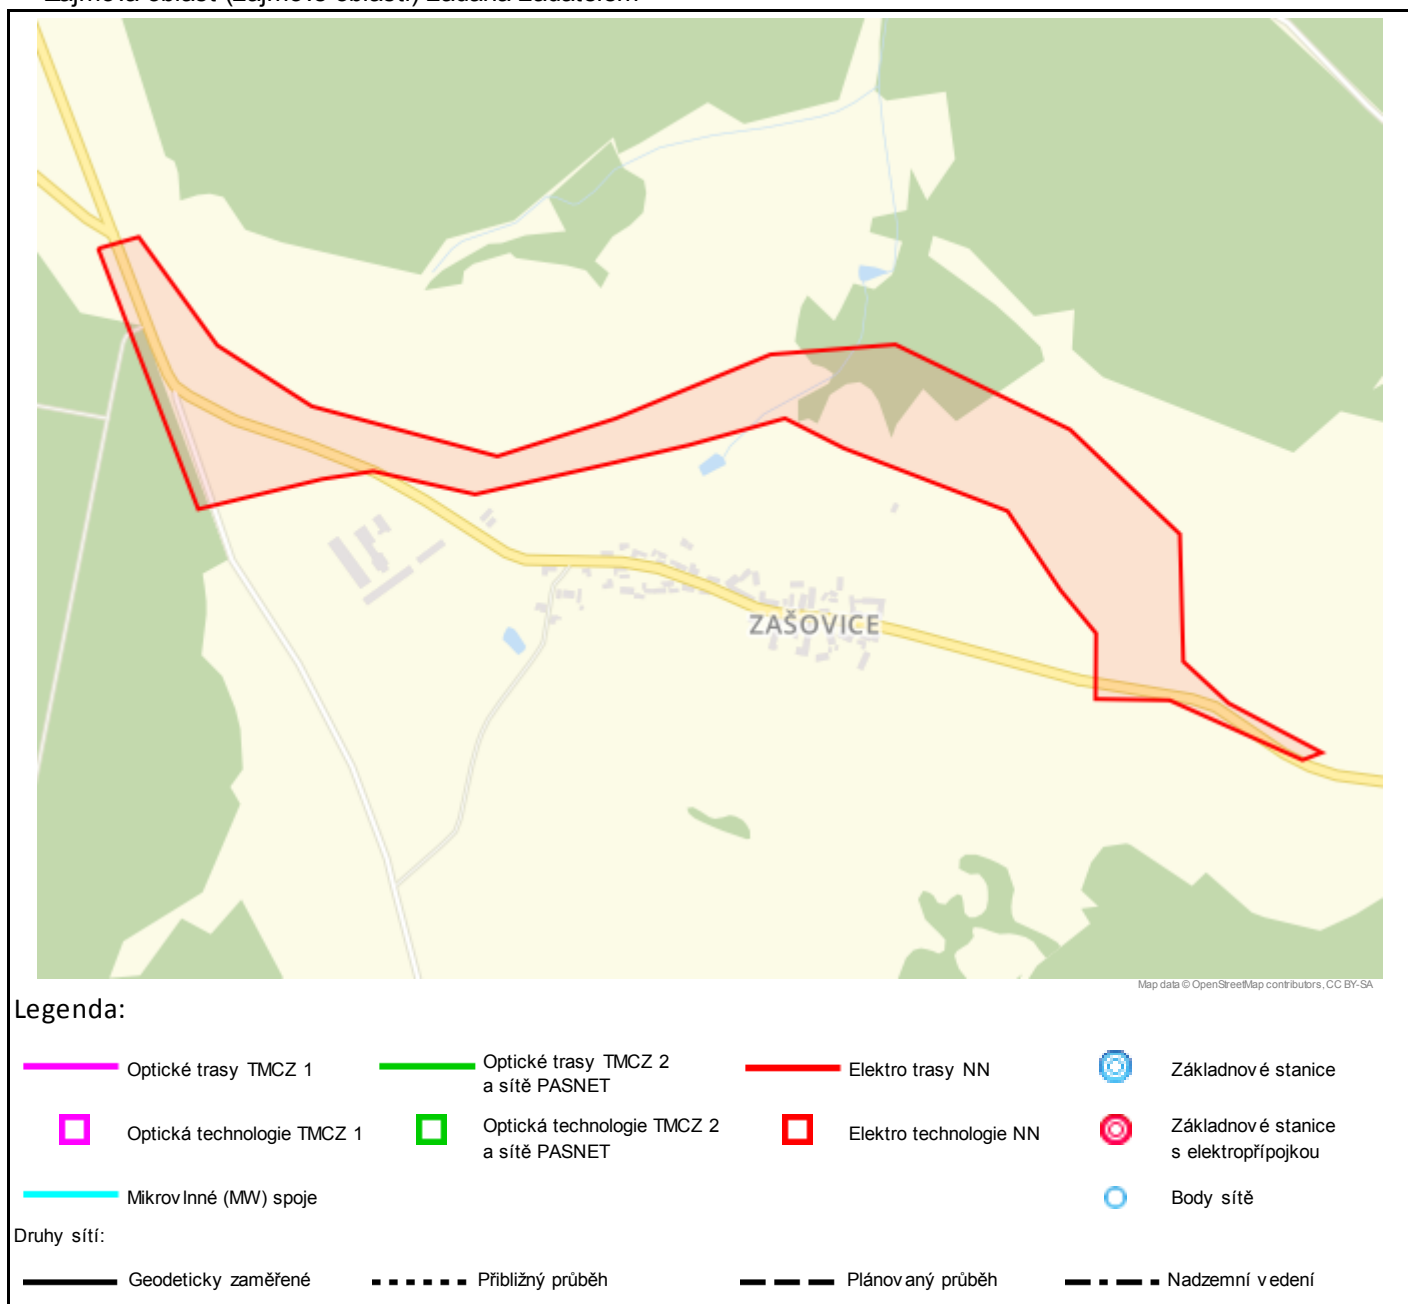 ZAŠOVICE
Map data © OpenStreetMap contributors, CC BY-SA
Legenda:
Optické trasy TMCZ 1
Optické trasy TMCZ 2
a sítě PASNET
Elektro trasy NN
Základnové stanice
Optická technologie TMCZ 1
Optická technologie TMCZ 2
a sítě PASNET
Elektro technologie NN
Základnové stanice
s elektropřípojkou
Mikrovlnné (MW) spoje
Body sítě
Druhy sítí:
Geodeticky zaměřené
Přibližný průběh
Plánovaný průběh
Nadzemní vedení